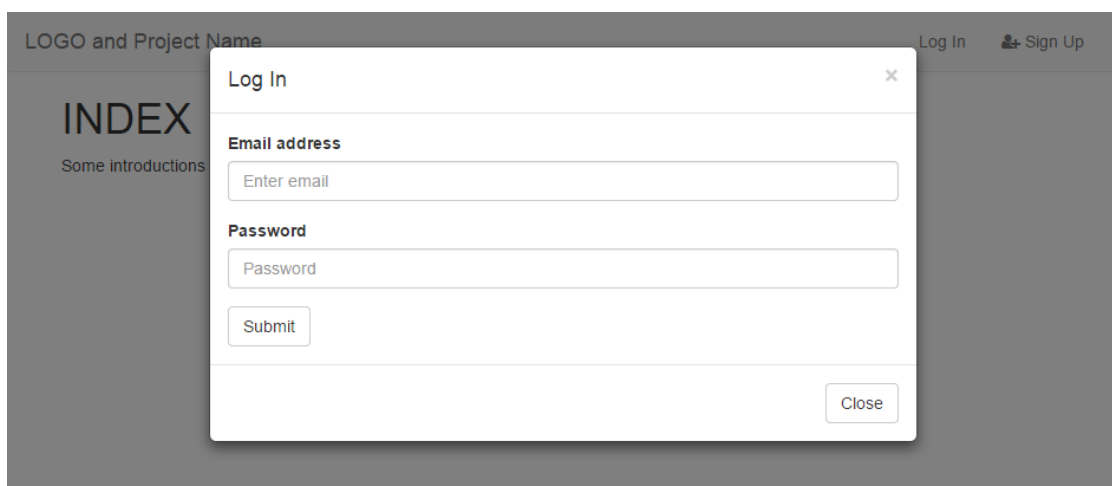 LOGO and Project Name
Log In
Sign Up
Log In
×
INDEX
Some introductions
Email address
Enter email
Password
Password
Submit
Close